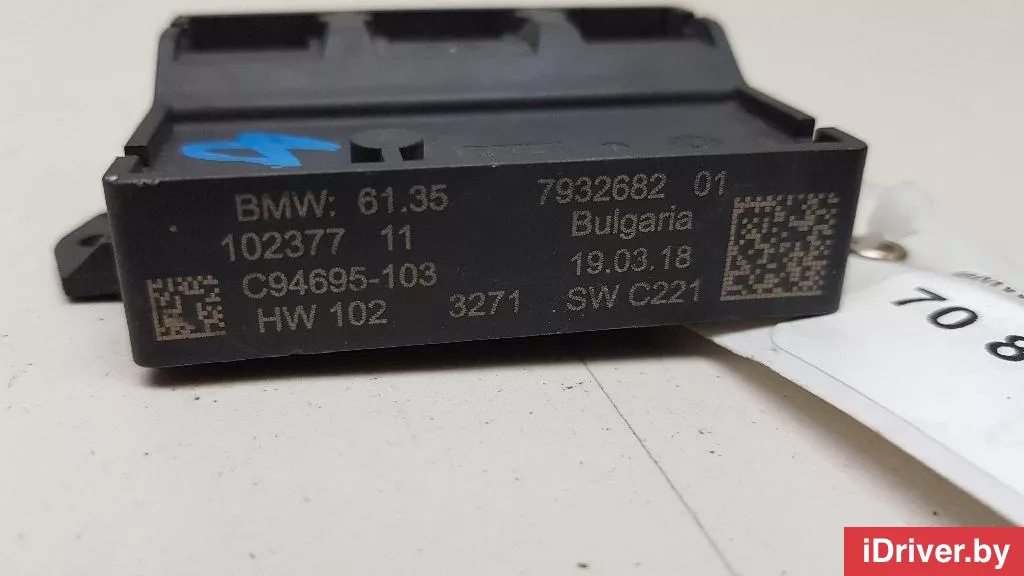 BMW: 61.35 7932682 01
102377 11 Bulgaria
C94695-103 19.03.18
HW 102 3271 SW C221
70 8
iDriver.by